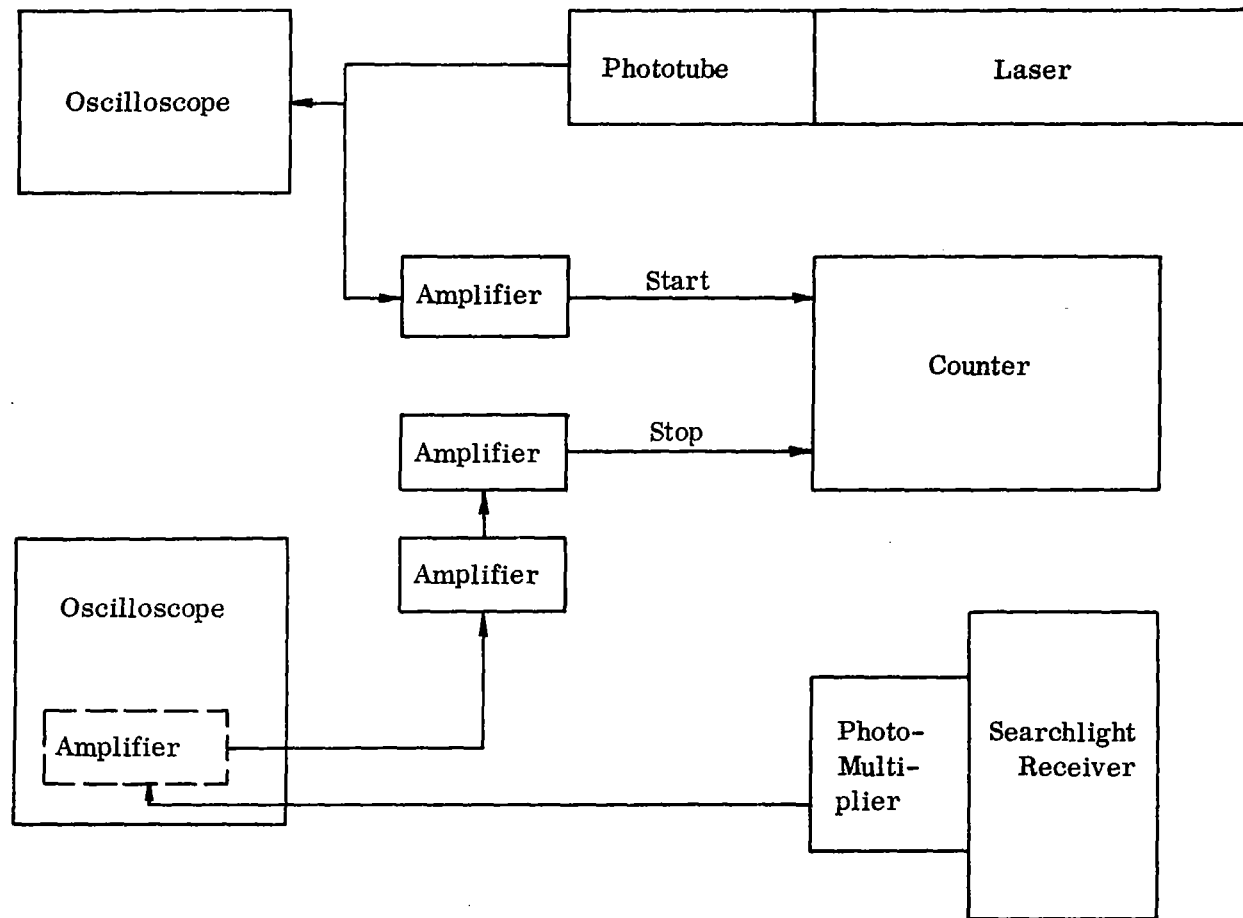 Phototube
Laser
Oscilloscope
Amplifier
Start
Counter
Amplifier
Stop
Amplifier
Oscilloscope
Amplifier
Photo-
Multi-
plier
Searchlight
Receiver